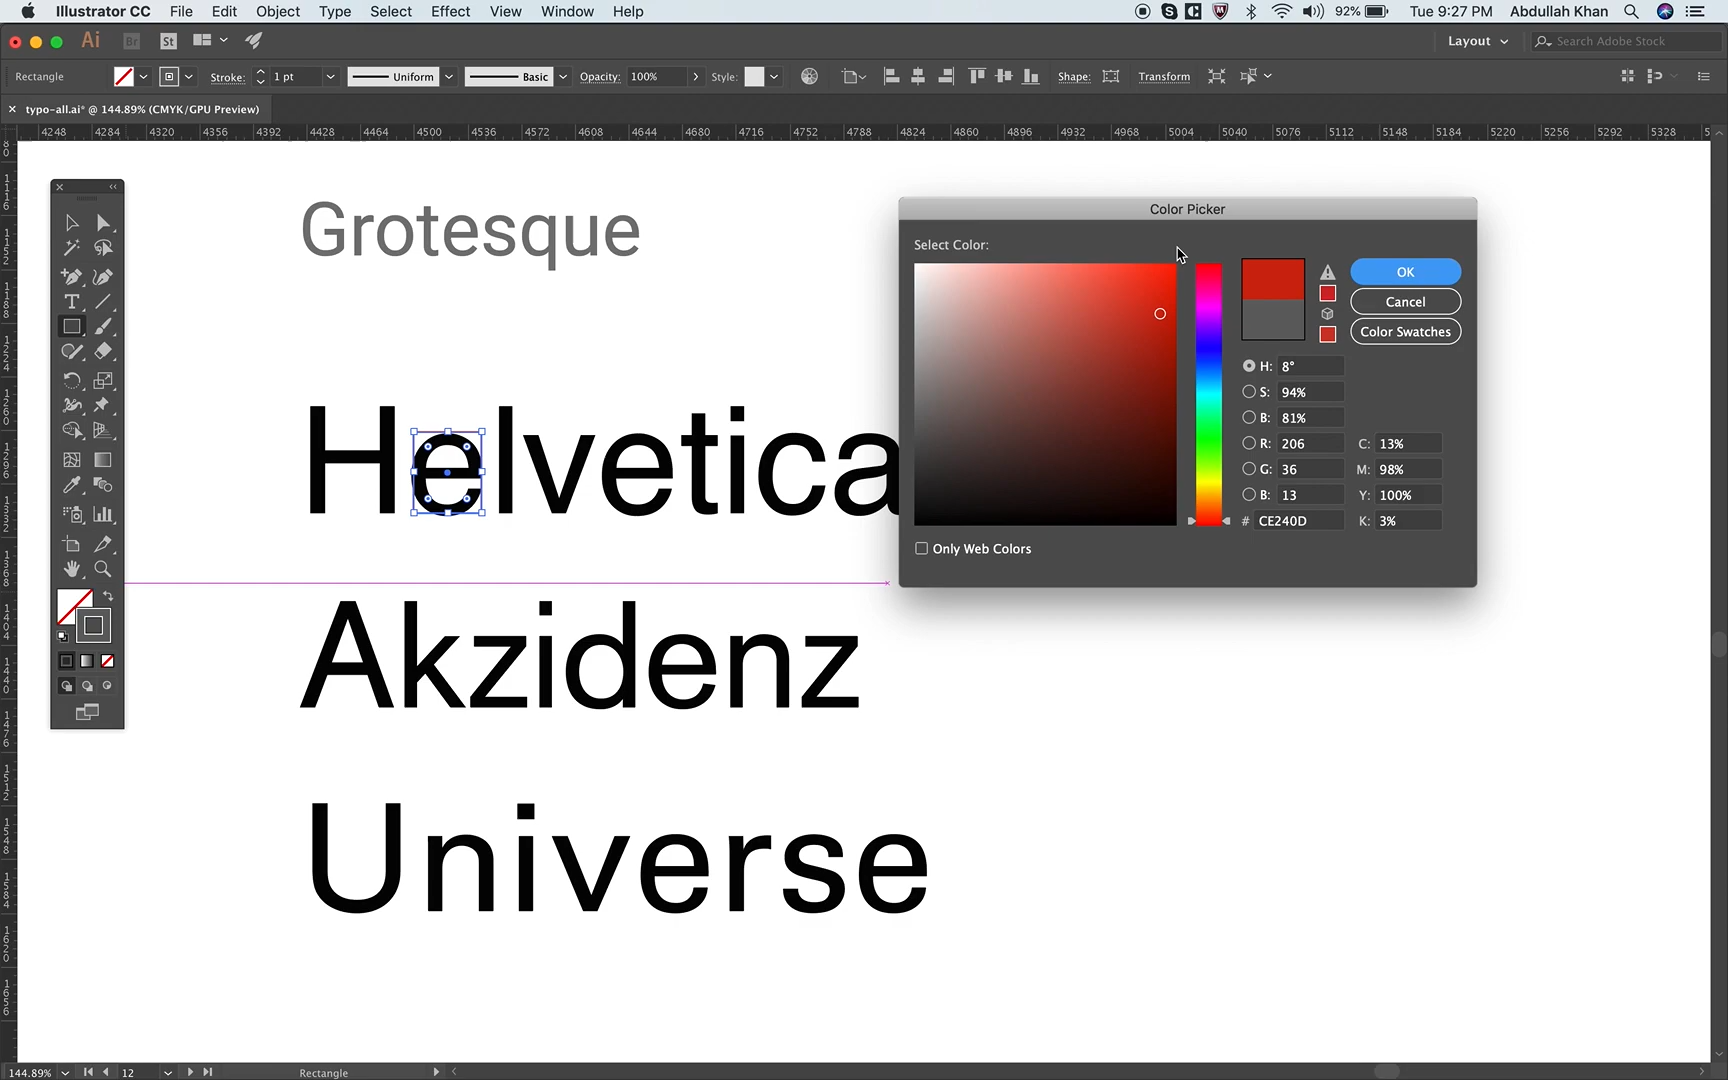 Illustrator CC File Edit Object Type Select Effect View Window Help 92% Tue 9:27 PM Abdullah Khan
Ai Br St Layout Search Adobe Stock
Rectangle Stroke: 1 pt Uniform Basic Opacity: 100% Style: Shape: Transform
typo-all.ai* @ 144.89% (CMYK/GPU Preview)
4248 4284 4320 4356 4392 4428 4464 4500 4536 4572 4608 4644 4680 4716 4752 4788 4824 4860 4896 4932 4968 5004 5040 5076 5112 5148 5184 5220 5256 5292 5328
Grotesque
Helvetica
Akzidenz
Universe
Color Picker
Select Color:
OK
Cancel
Color Swatches
H: 8°
S: 94%
B: 81%
R: 206 C: 13%
G: 36 M: 98%
B: 13 Y: 100%
# CE240D K: 3%
Only Web Colors
144.89% 12 Rectangle